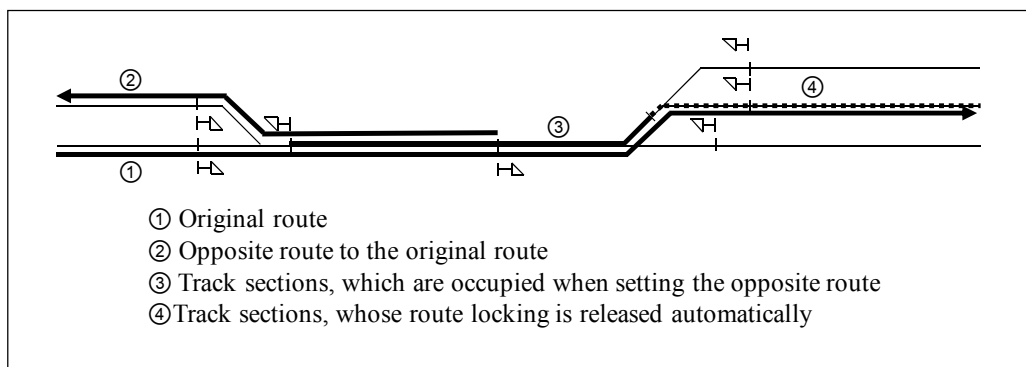 ② ④
③
①
① Original route
② Opposite route to the original route
③ Track sections, which are occupied when setting the opposite route
④Track sections, whose route locking is released automatically